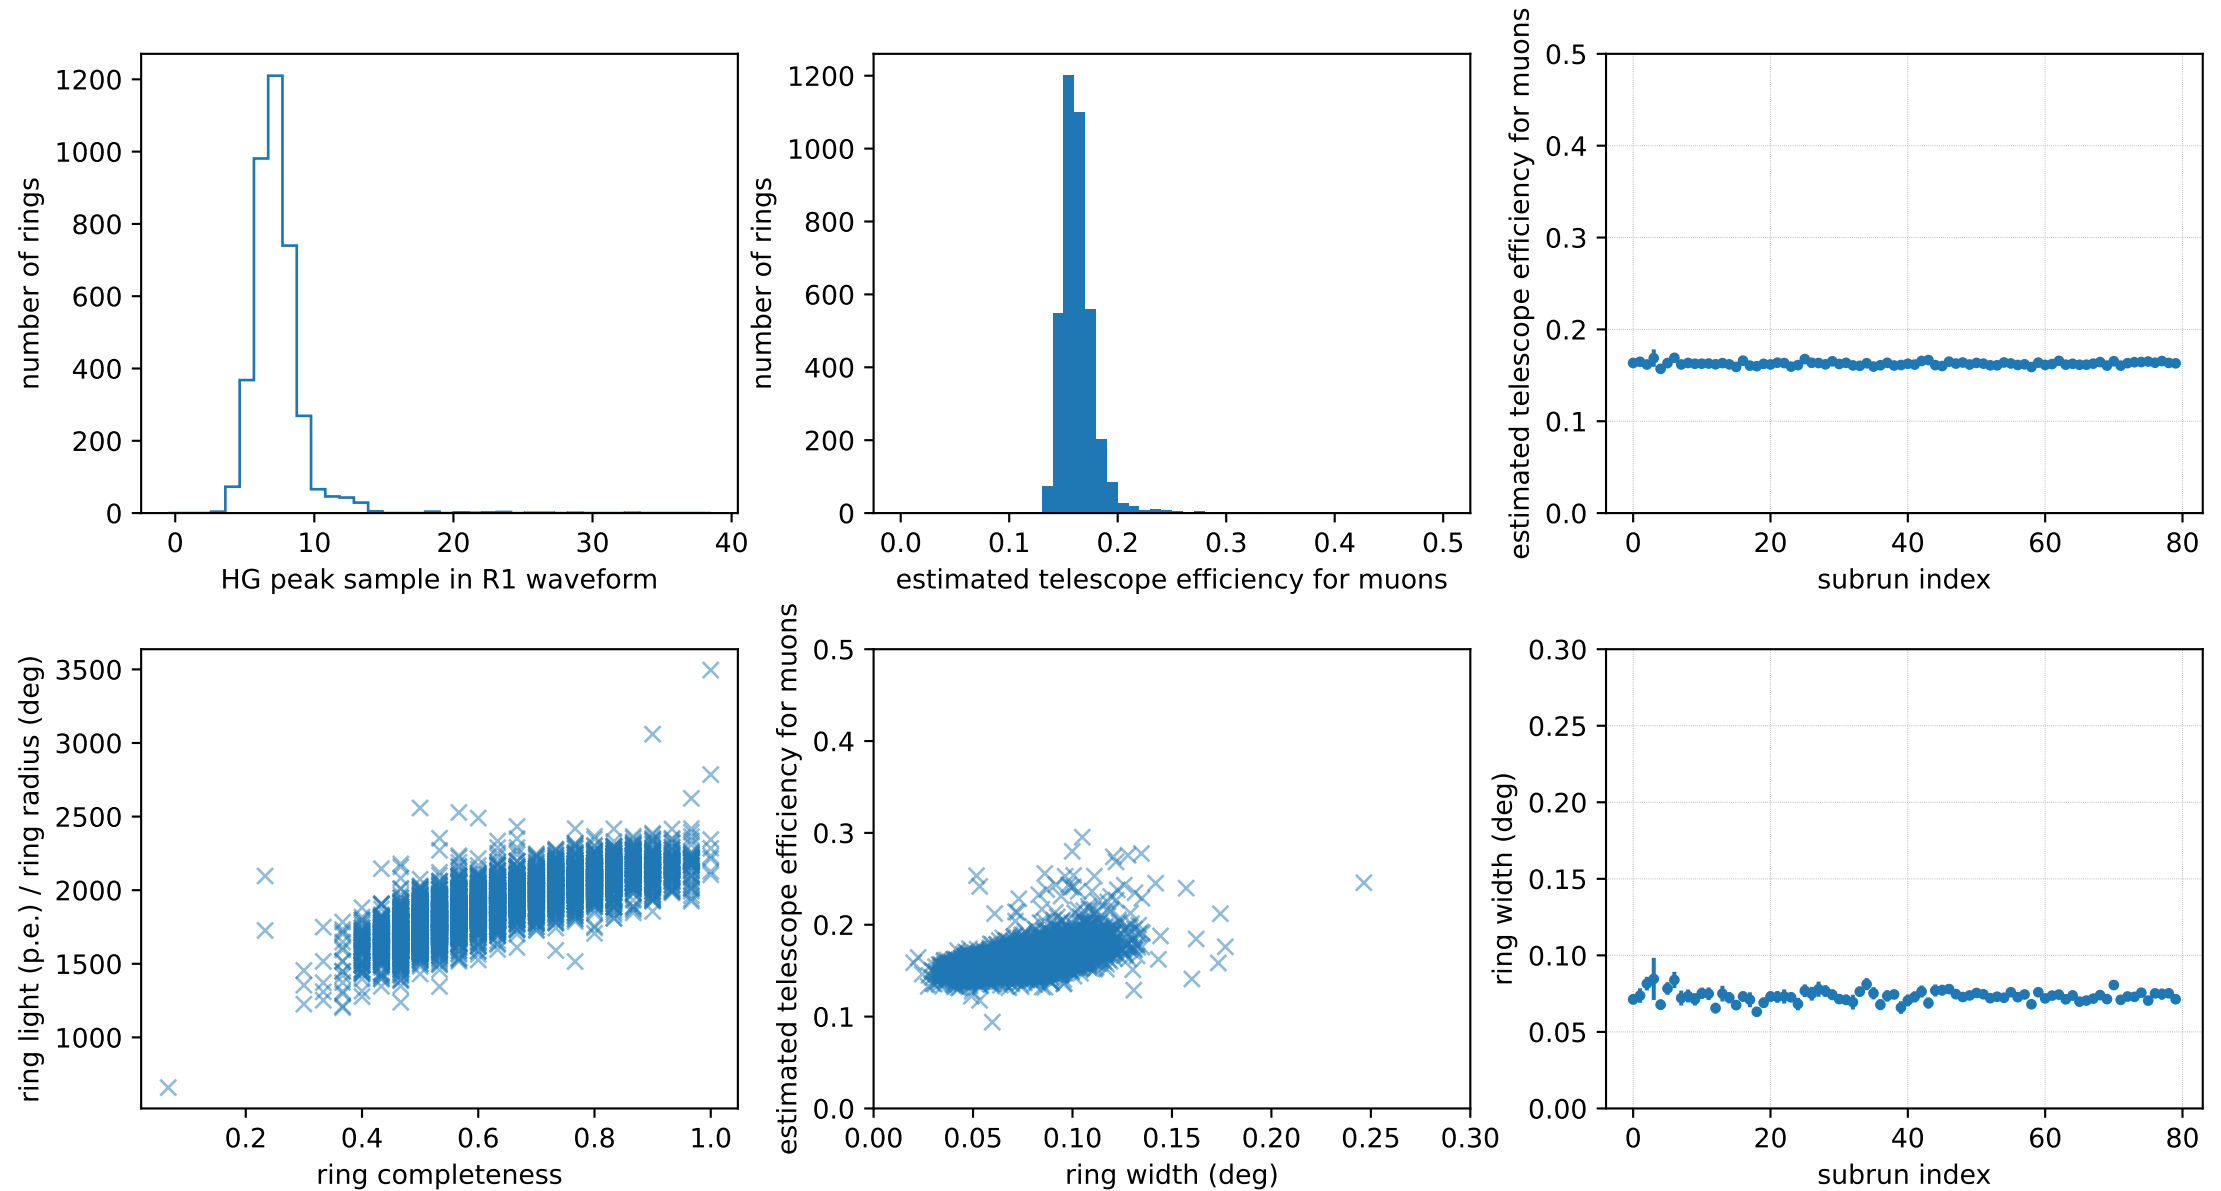 number of rings
1200
1000
800
600
400
200
0
0 10 20 30 40
HG peak sample in R1 waveform
number of rings
1200
1000
800
600
400
200
0
0.0 0.1 0.2 0.3 0.4 0.5
estimated telescope efficiency for muons
estimated telescope efficiency for muons
0.5
0.4
0.3
0.2
0.1
0.0
0 20 40 60 80
subrun index
ring light (p.e.) / ring radius (deg)
3500
3000
2500
2000
1500
1000
0.2 0.4 0.6 0.8 1.0
ring completeness
estimated telescope efficiency for muons
0.5
0.4
0.3
0.2
0.1
0.0
0.00 0.05 0.10 0.15 0.20 0.25 0.30
ring width (deg)
ring width (deg)
0.30
0.25
0.20
0.15
0.10
0.05
0.00
0 20 40 60 80
subrun index